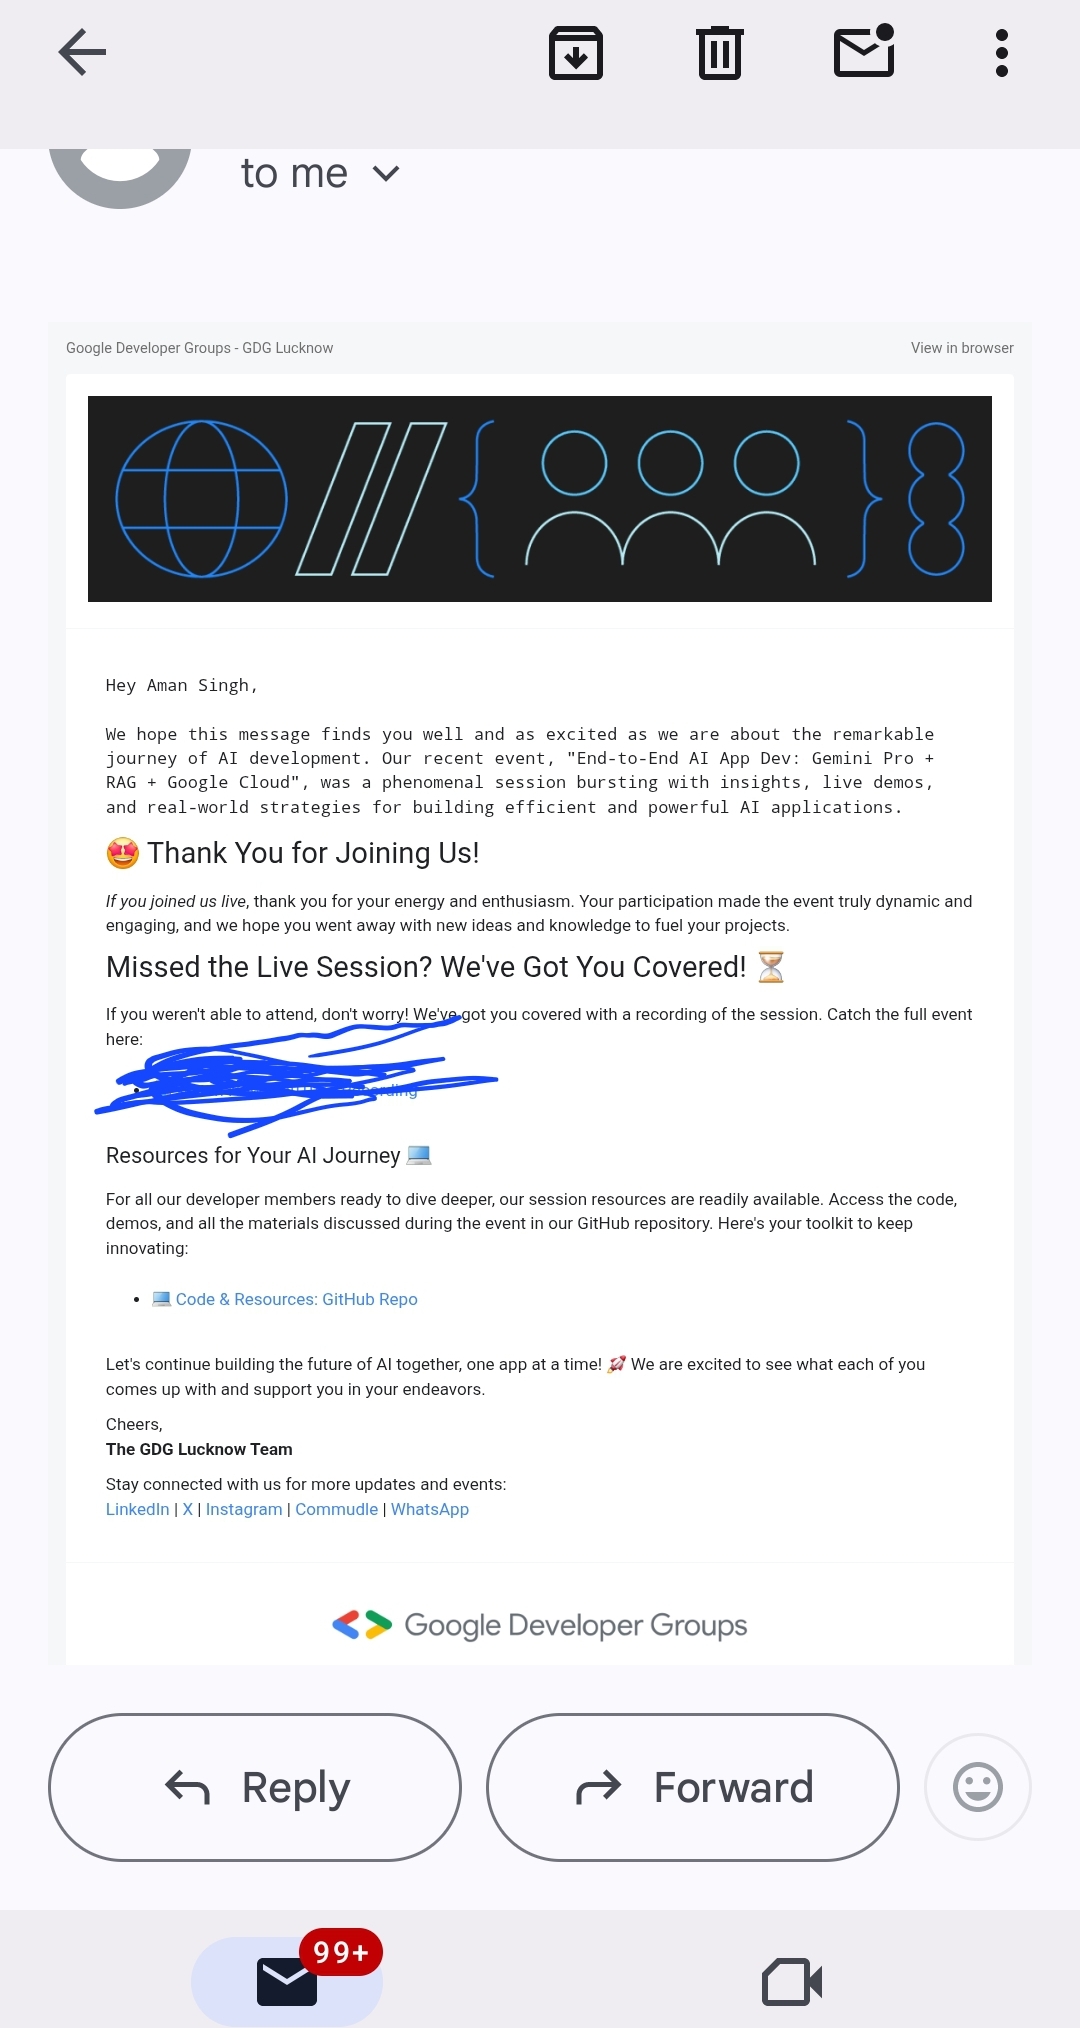 to me
Google Developer Groups - GDG Lucknow
View in browser
Hey Aman Singh,
We hope this message finds you well and as excited as we are about the remarkable
journey of AI development. Our recent event, "End-to-End AI App Dev: Gemini Pro +
RAG + Google Cloud", was a phenomenal session bursting with insights, live demos,
and real-world strategies for building efficient and powerful AI applications.
🤩 Thank You for Joining Us!
If you joined us live, thank you for your energy and enthusiasm. Your participation made the event truly dynamic and
engaging, and we hope you went away with new ideas and knowledge to fuel your projects.
Missed the Live Session? We've Got You Covered! ⏳
If you weren't able to attend, don't worry! We've got you covered with a recording of the session. Catch the full event
here:
Resources for Your AI Journey 💻
For all our developer members ready to dive deeper, our session resources are readily available. Access the code,
demos, and all the materials discussed during the event in our GitHub repository. Here's your toolkit to keep
innovating:
• 💻 Code & Resources: GitHub Repo
Let's continue building the future of AI together, one app at a time! 🚀 We are excited to see what each of you
comes up with and support you in your endeavors.
Cheers,
The GDG Lucknow Team
Stay connected with us for more updates and events:
LinkedIn | X | Instagram | Commudle | WhatsApp
Google Developer Groups
Reply
Forward
99+